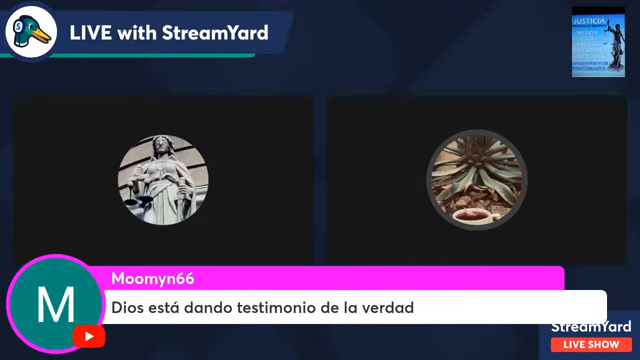 S
LIVE with StreamYard
JUSTICIA
Moomyn66
M
Dios está dando testimonio de la verdad
StreamYard
LIVE SHOW